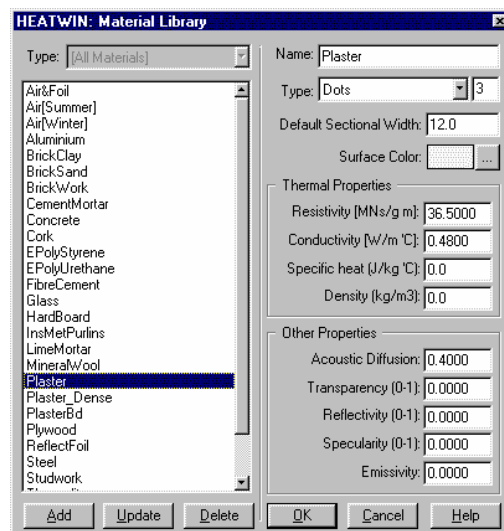 HEATWIN: Material Library
Type: [All Materials]
Air&Foil
Air[Summer]
Air[Winter]
Aluminium
BrickClay
BrickSand
BrickWork
CementMortar
Concrete
Cork
EPolyStyrene
EPolyUrethane
FibreCement
Glass
HardBoard
InsMetPurlins
LimeMortar
MineralWool
Plaster
Plaster_Dense
PlasterBd
Plywood
ReflectFoil
Steel
Studwork
Add Update Delete
Name: Plaster
Type: Dots 3
Default Sectional Width: 12.0
Surface Color: ...
Thermal Properties
Resistivity [MNs/g m]: 36.5000
Conductivity [W/m 'C]: 0.4800
Specific heat (J/kg 'C): 0.0
Density (kg/m3): 0.0
Other Properties
Acoustic Diffusion: 0.4000
Transparency (0-1): 0.0000
Reflectivity (0-1): 0.0000
Specularity (0-1): 0.0000
Emissivity: 0.0000
OK Cancel Help